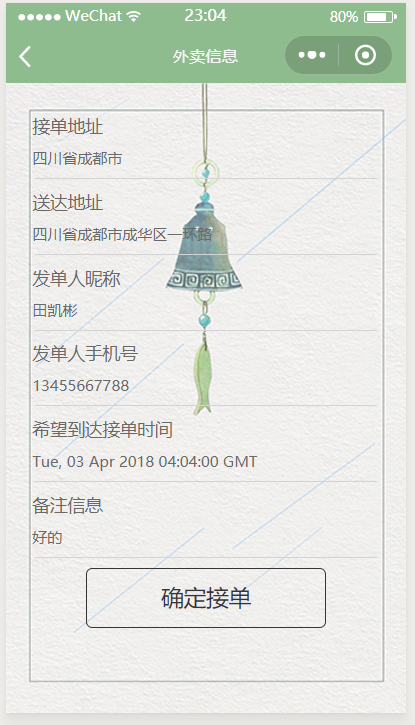 WeChat 23:04 80%
外卖信息
接单地址
四川省成都市
送达地址
四川省成都市成华区一环路
发单人昵称
田凯彬
发单人手机号
13455667788
希望到达接单时间
Tue, 03 Apr 2018 04:04:00 GMT
备注信息
好的
确定接单